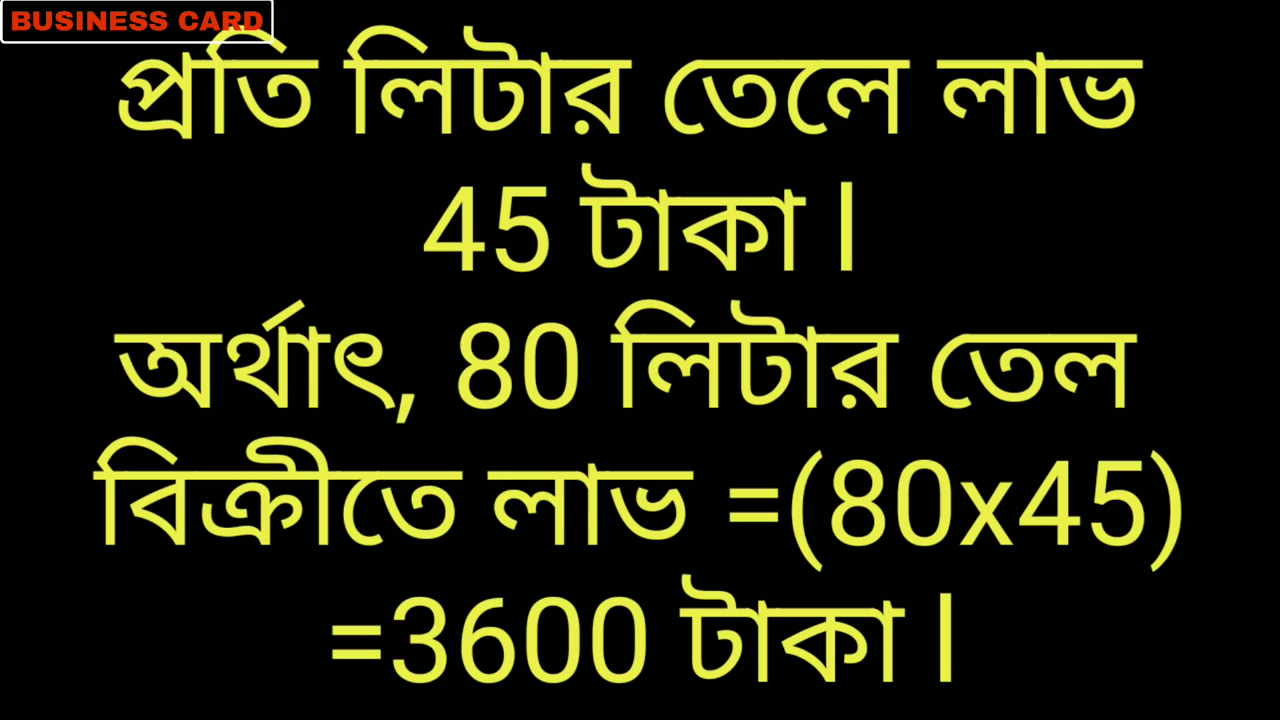 BUSINESS CARD
প্রতি লিটার তেলে লাভ
45 টাকা l
অর্থাৎ, 80 লিটার তেল
বিক্রীতে লাভ =(80x45)
=3600 টাকা l